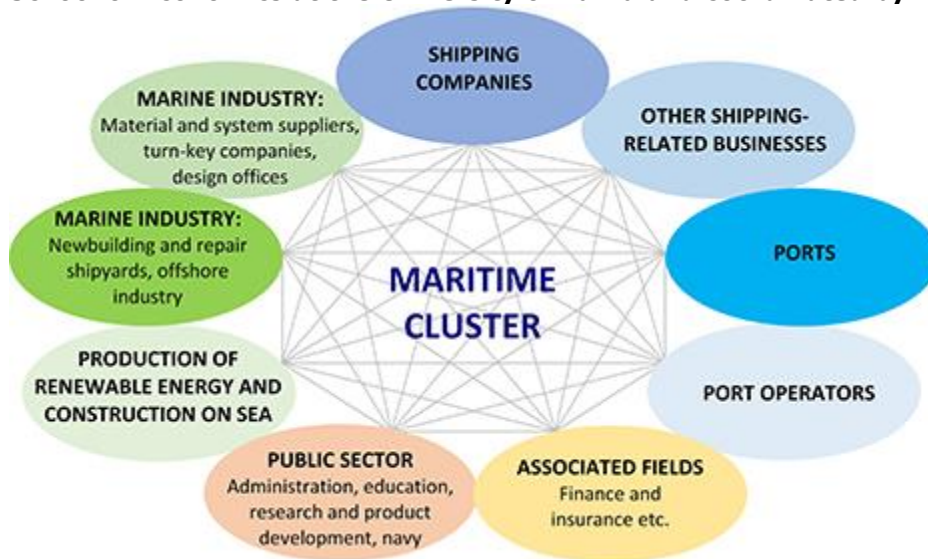 SHIPPING
COMPANIES
MARINE INDUSTRY:
Material and system suppliers,
turn-key companies,
design offices
OTHER SHIPPING-
RELATED BUSINESSES
MARINE INDUSTRY:
Newbuilding and repair
shipyards, offshore
industry
PORTS
MARITIME
CLUSTER
PRODUCTION OF
RENEWABLE ENERGY AND
CONSTRUCTION ON SEA
PORT OPERATORS
PUBLIC SECTOR
Administration, education,
research and product
development, navy
ASSOCIATED FIELDS
Finance and
insurance etc.